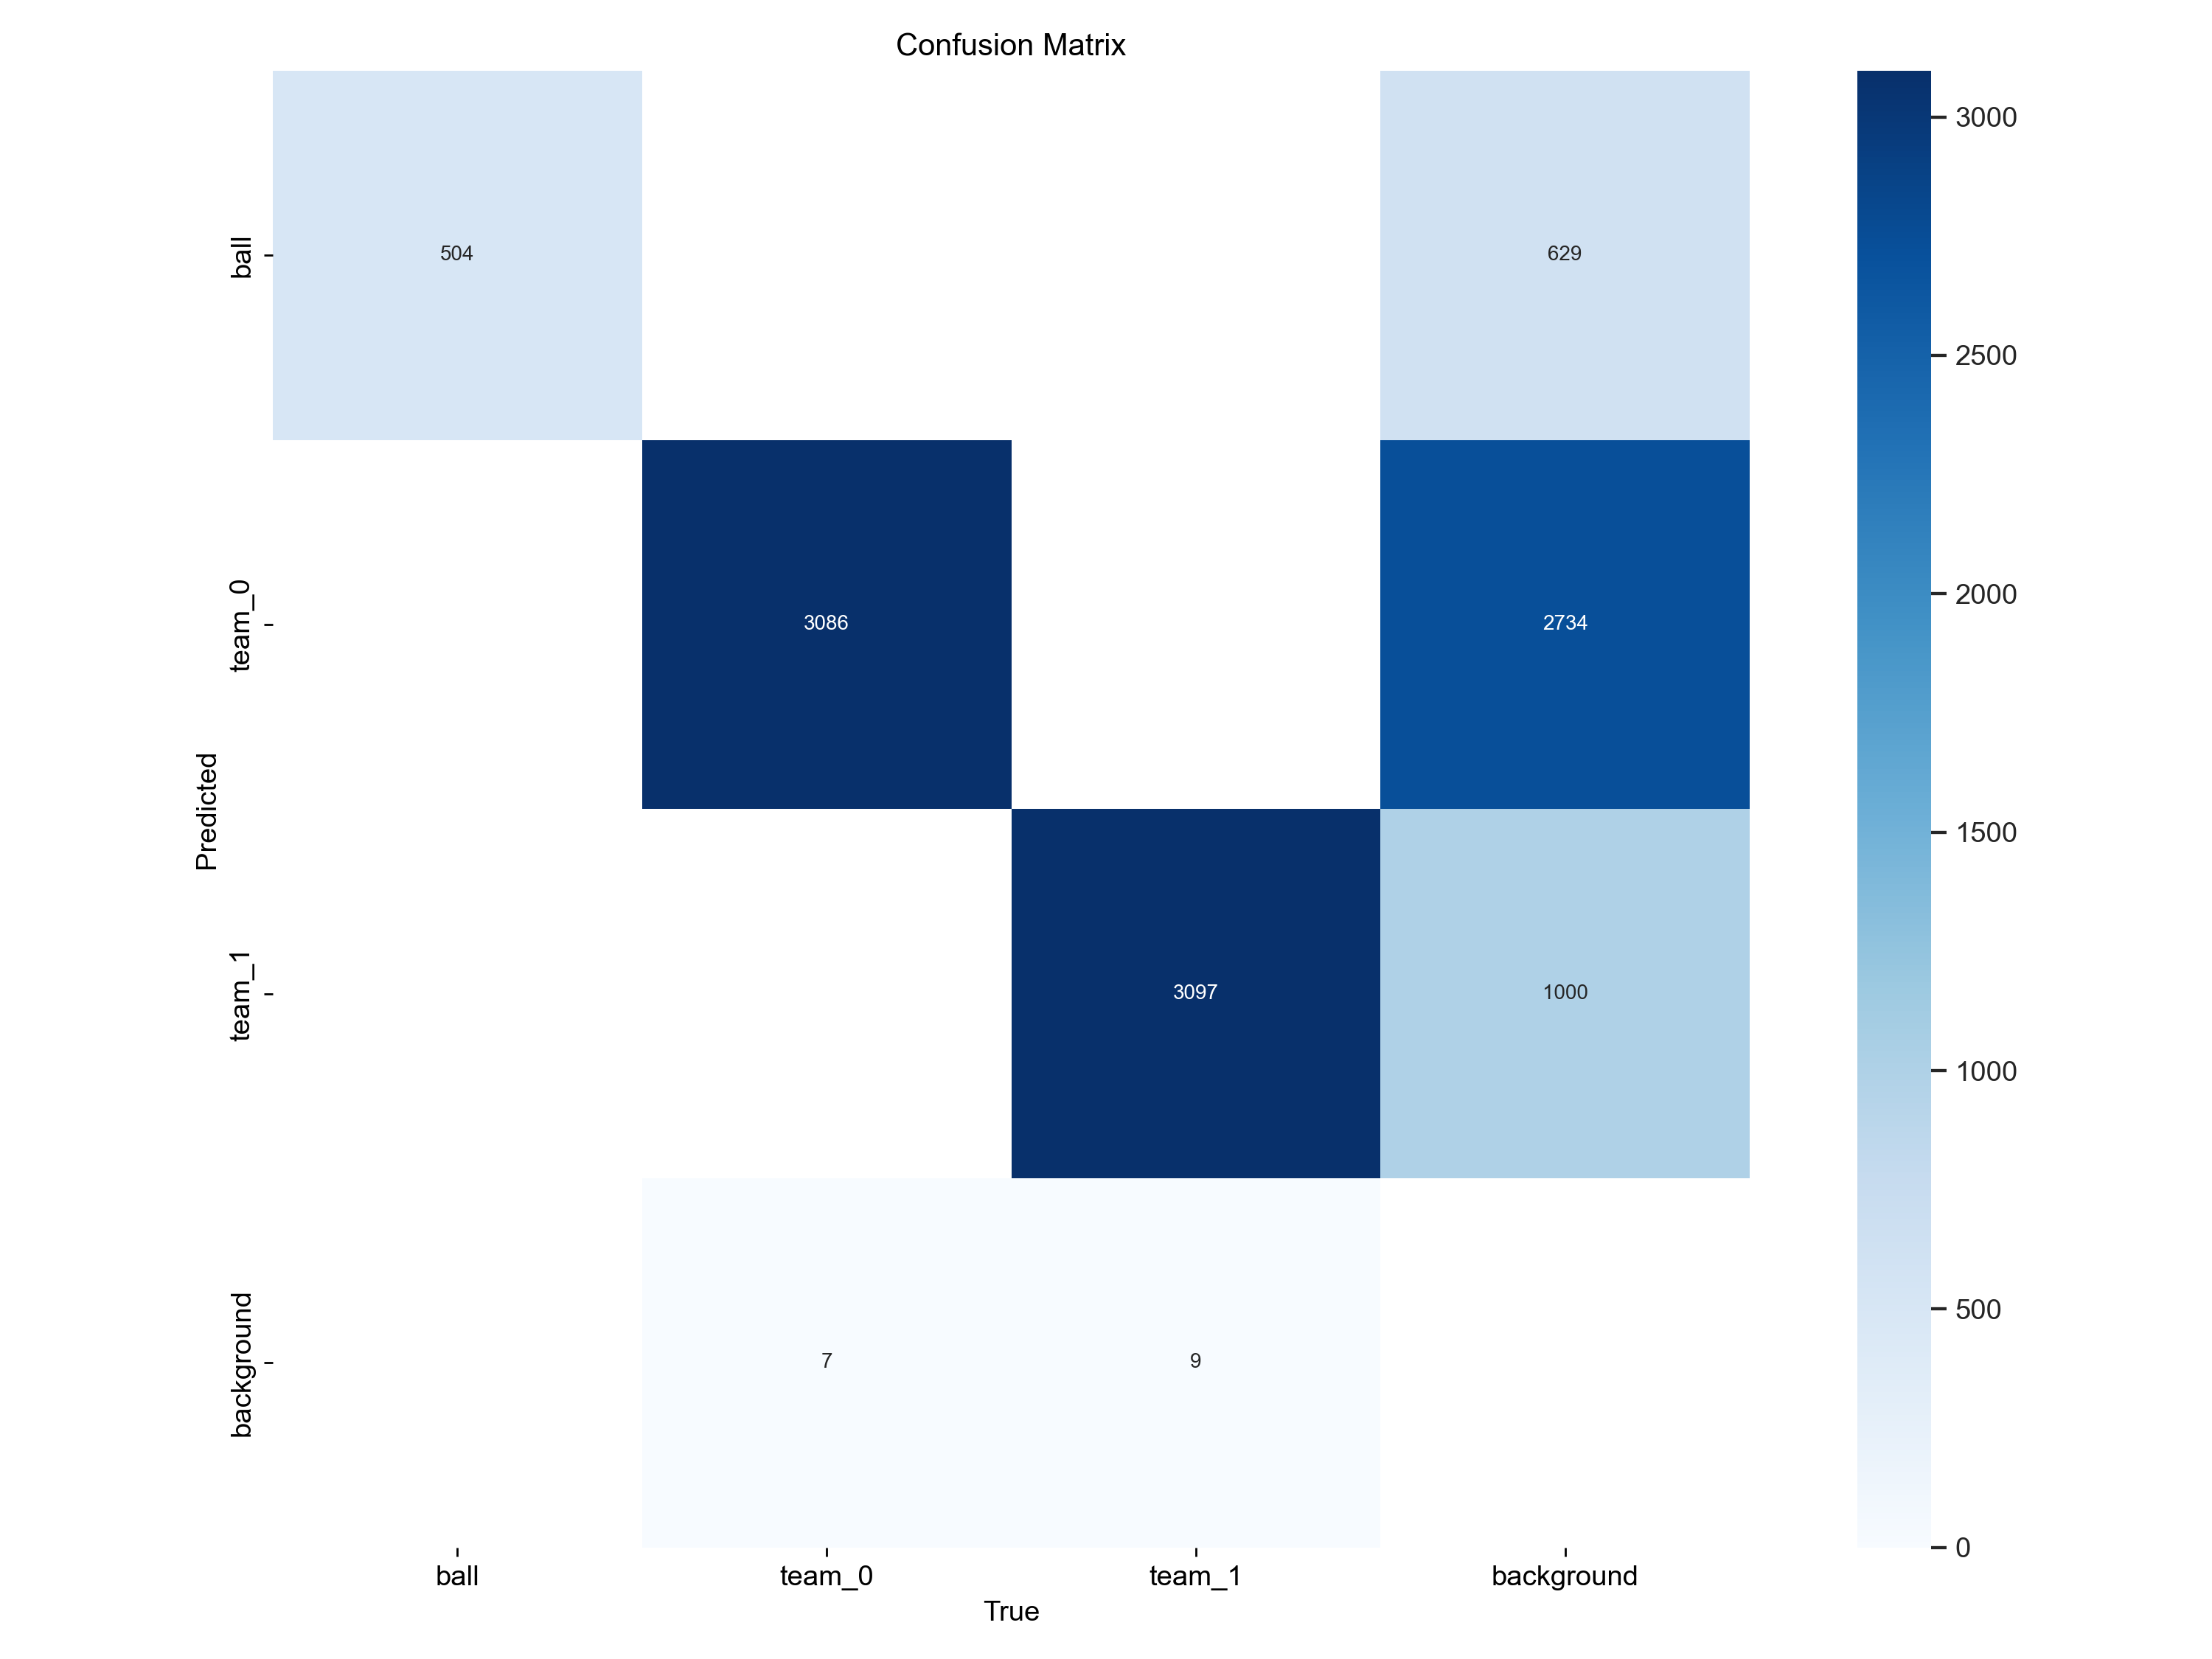 Confusion Matrix
ball
504
629
team_0
3086
2734
team_1
3097
1000
background
7
9
Predicted
ball
team_0
team_1
background
True
3000
2500
2000
1500
1000
500
0